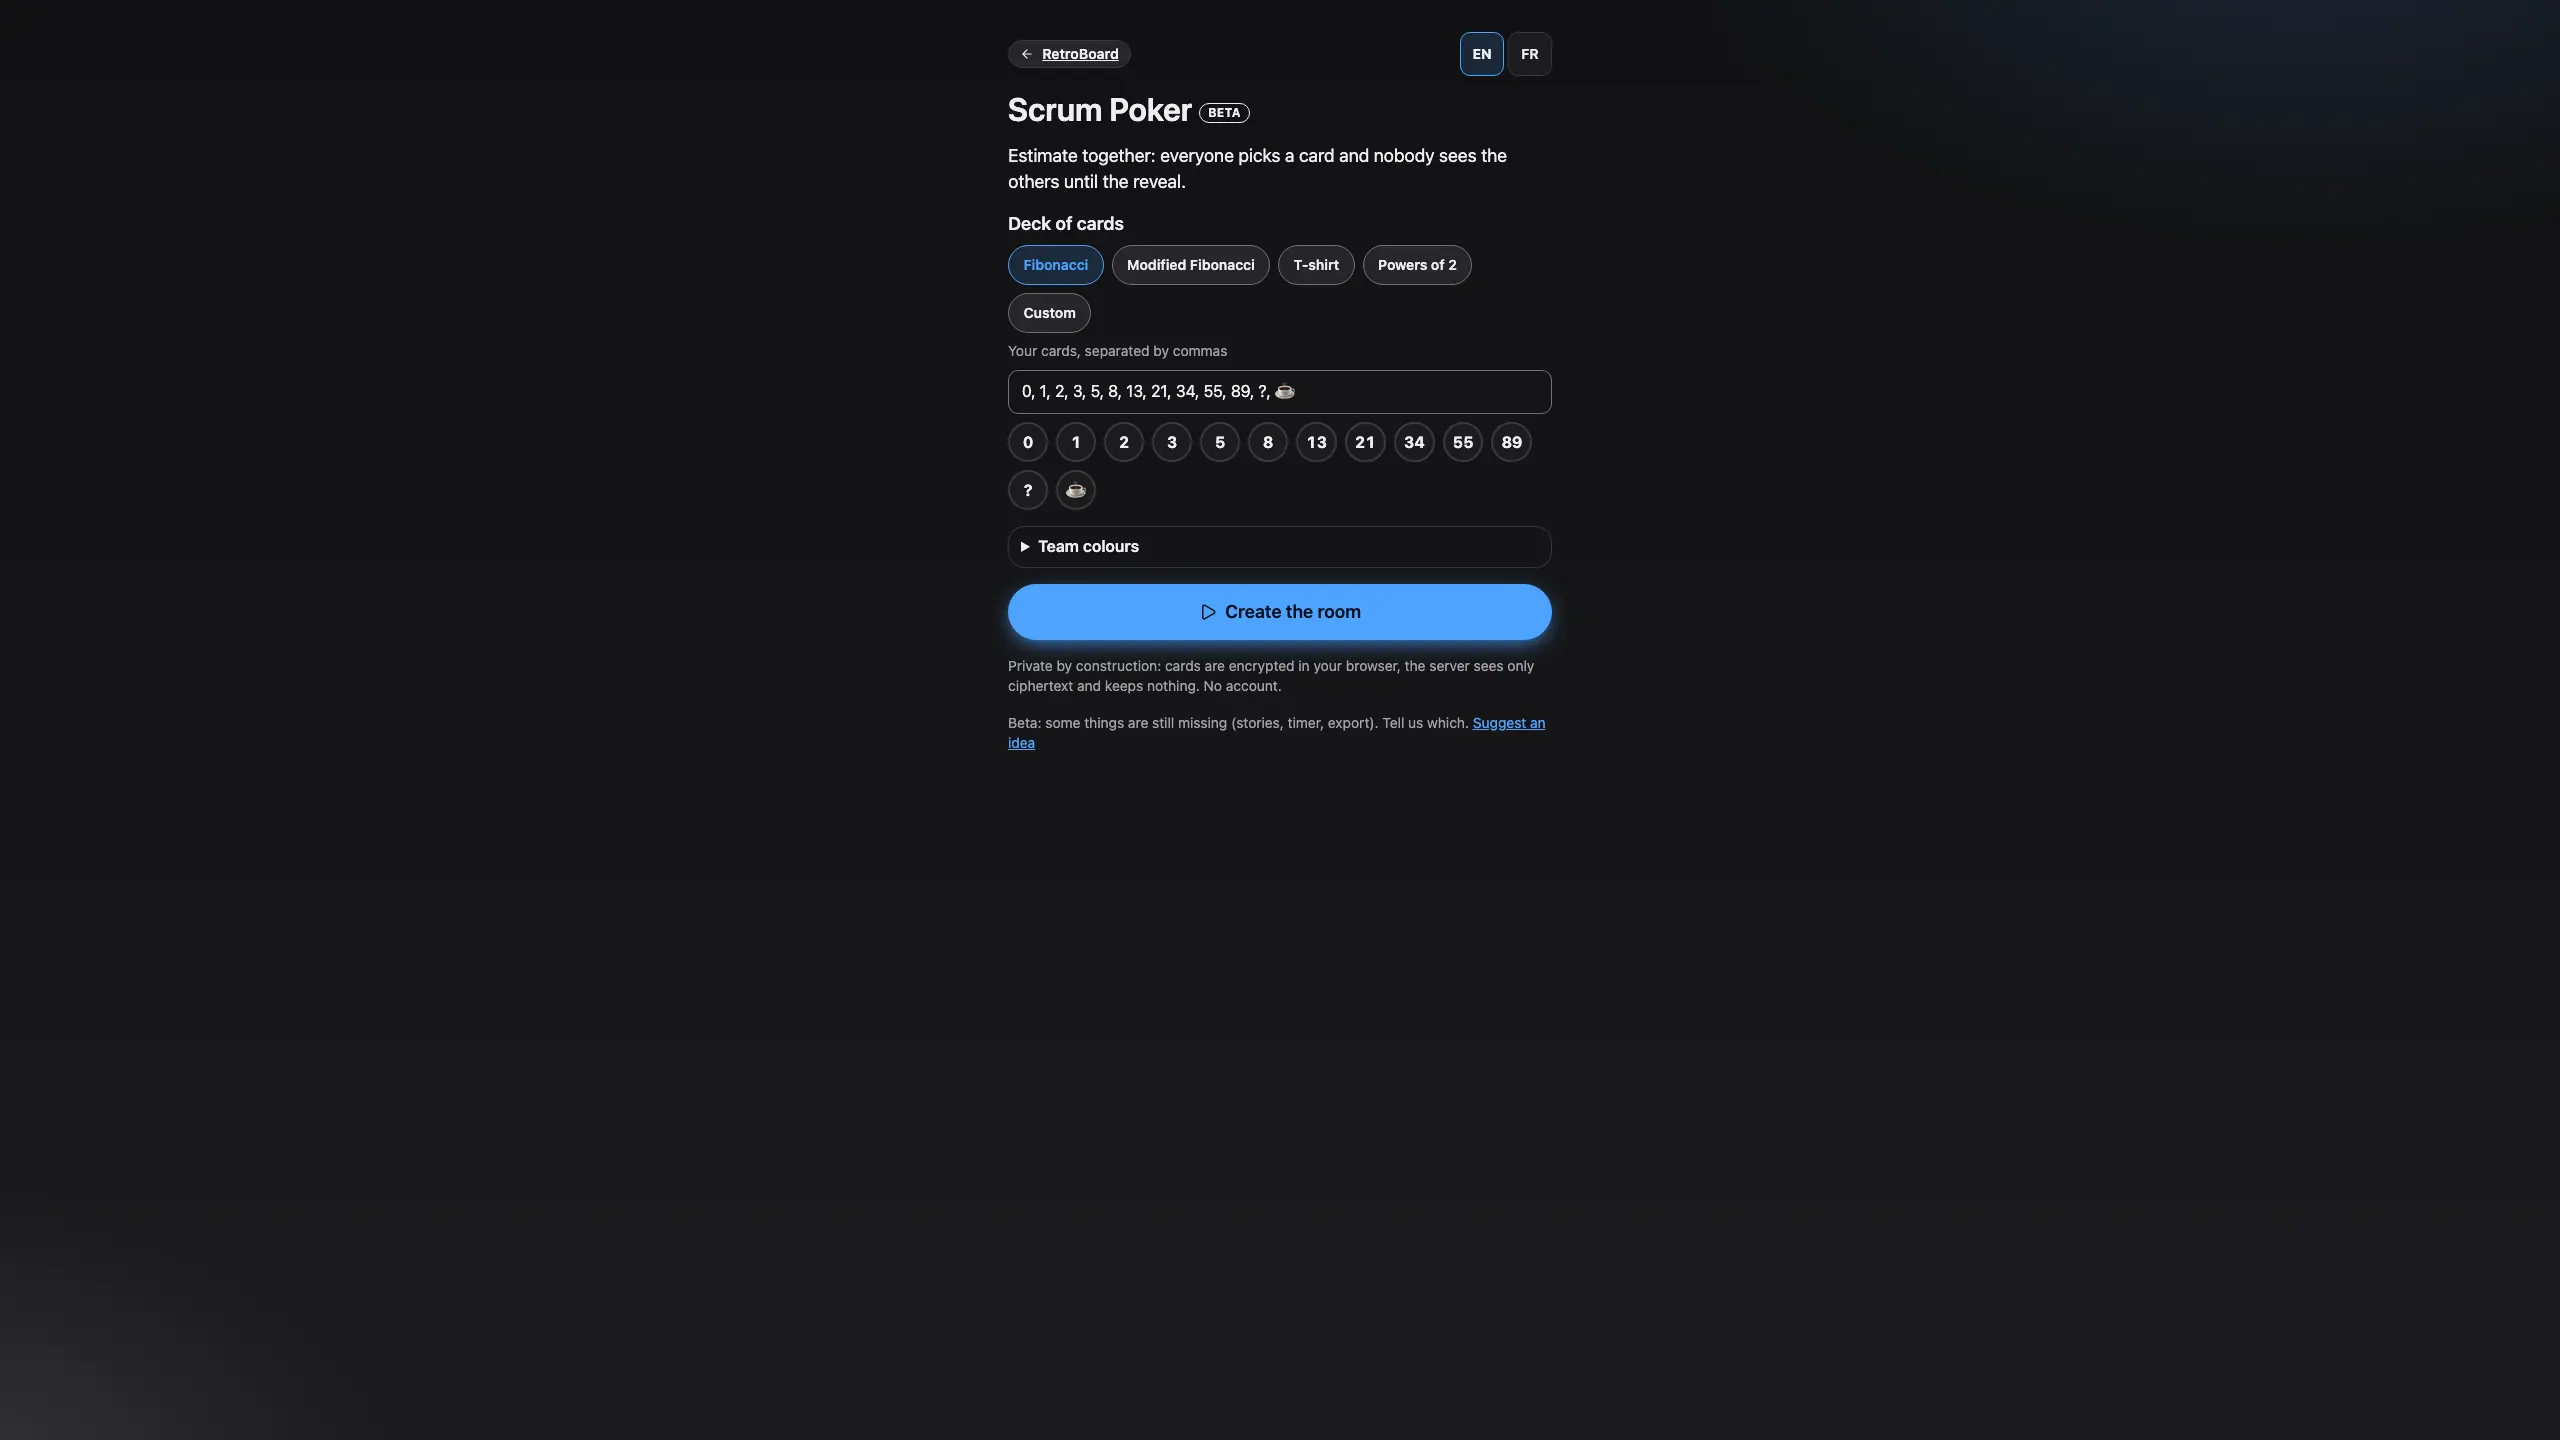 RetroBoard
EN FR
Scrum Poker BETA
Estimate together: everyone picks a card and nobody sees the
others until the reveal.
Deck of cards
Fibonacci Modified Fibonacci T-shirt Powers of 2
Custom
Your cards, separated by commas
0, 1, 2, 3, 5, 8, 13, 21, 34, 55, 89, ?, ☕
0 1 2 3 5 8 13 21 34 55 89
? ☕
Team colours
Create the room
Private by construction: cards are encrypted in your browser, the server sees only
ciphertext and keeps nothing. No account.
Beta: some things are still missing (stories, timer, export). Tell us which. Suggest an
idea